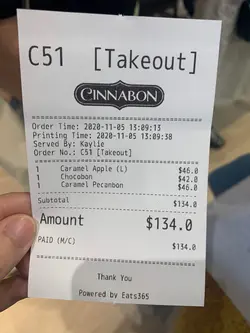 C51 [Takeout]
CINNABON
Order Time: 2020-11-05 13:09:13
Printing Time: 2020-11-05 13:09:38
Served By: Kaylie
Order No.: C51 [Takeout]
1 Caramel Apple (L) $46.0
1 Chocobon $42.0
1 Caramel Pecanbon $46.0
Subtotal $134.0
Amount $134.0
PAID (M/C) $134.0
Thank You
Powered by Eats365